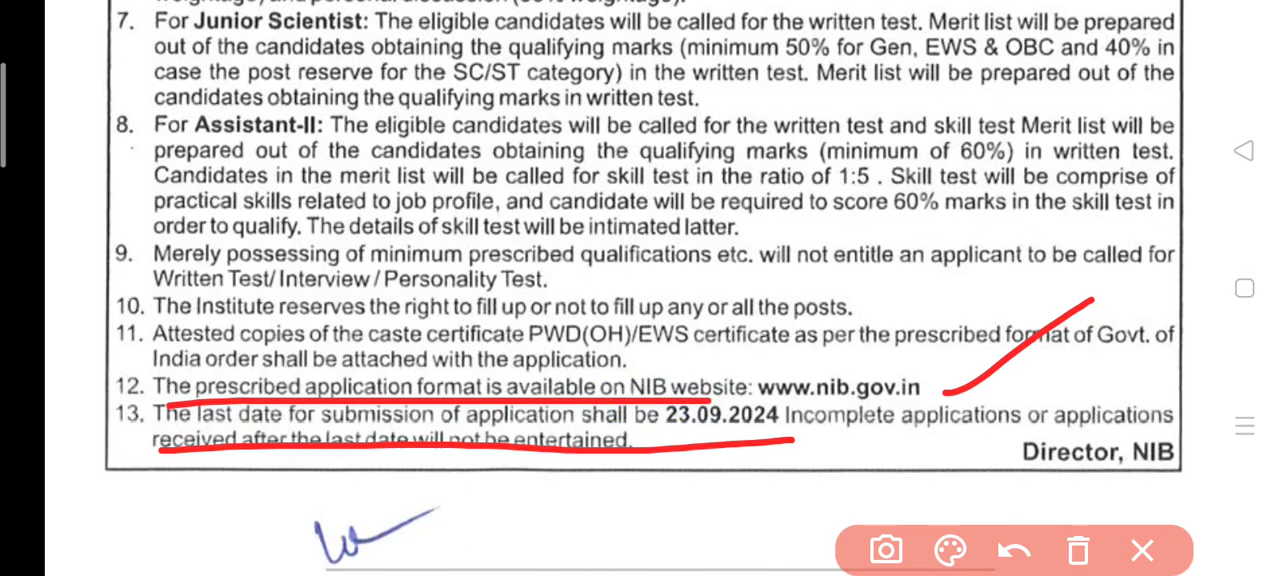 7. For Junior Scientist: The eligible candidates will be called for the written test. Merit list will be prepared
out of the candidates obtaining the qualifying marks (minimum 50% for Gen, EWS & OBC and 40% in
case the post reserve for the SC/ST category) in the written test. Merit list will be prepared out of the
candidates obtaining the qualifying marks in written test.
8. For Assistant-II: The eligible candidates will be called for the written test and skill test Merit list will be
prepared out of the candidates obtaining the qualifying marks (minimum of 60%) in written test.
Candidates in the merit list will be called for skill test in the ratio of 1:5 . Skill test will be comprise of
practical skills related to job profile, and candidate will be required to score 60% marks in the skill test in
order to qualify. The details of skill test will be intimated latter.
9. Merely possessing of minimum prescribed qualifications etc. will not entitle an applicant to be called for
Written Test/ Interview / Personality Test.
10. The Institute reserves the right to fill up or not to fill up any or all the posts.
11. Attested copies of the caste certificate PWD(OH)/EWS certificate as per the prescribed format of Govt. of
India order shall be attached with the application.
12. The prescribed application format is available on NIB website: www.nib.gov.in
13. The last date for submission of application shall be 23.09.2024 Incomplete applications or applications
received after the last date will not be entertained.
Director, NIB